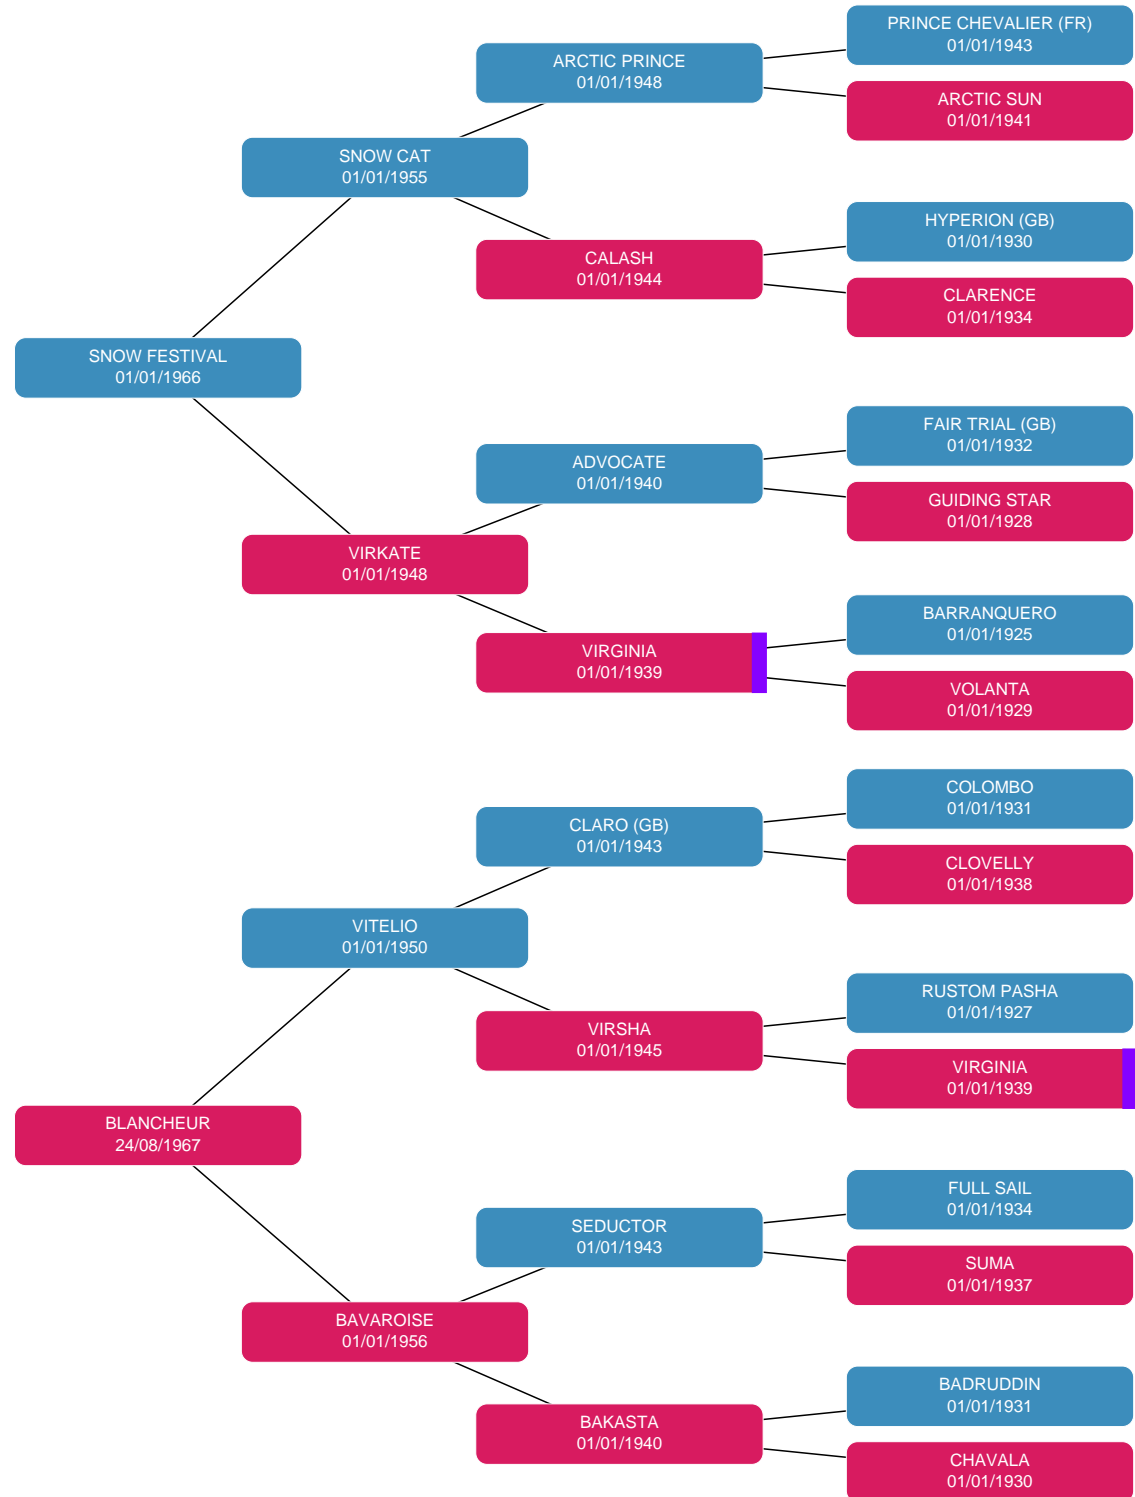 PRINCE CHEVALIER (FR)
01/01/1943
ARCTIC PRINCE
01/01/1948
ARCTIC SUN
01/01/1941
SNOW CAT
01/01/1955
HYPERION (GB)
01/01/1930
CALASH
01/01/1944
CLARENCE
01/01/1934
SNOW FESTIVAL
01/01/1966
FAIR TRIAL (GB)
01/01/1932
ADVOCATE
01/01/1940
GUIDING STAR
01/01/1928
VIRKATE
01/01/1948
BARRANQUERO
01/01/1925
VIRGINIA
01/01/1939
VOLANTA
01/01/1929
COLOMBO
01/01/1931
CLARO (GB)
01/01/1943
CLOVELLY
01/01/1938
VITELIO
01/01/1950
RUSTOM PASHA
01/01/1927
VIRSHA
01/01/1945
VIRGINIA
01/01/1939
BLANCHEUR
24/08/1967
FULL SAIL
01/01/1934
SEDUCTOR
01/01/1943
SUMA
01/01/1937
BAVAROISE
01/01/1956
BADRUDDIN
01/01/1931
BAKASTA
01/01/1940
CHAVALA
01/01/1930